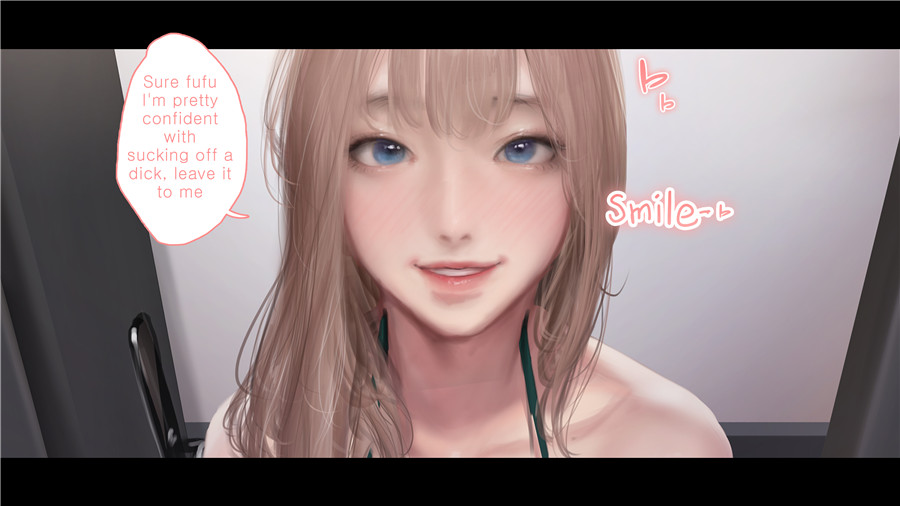 Sure fufu
I'm pretty
confident
with
sucking off a
dick, leave it
to me
Smile~♡